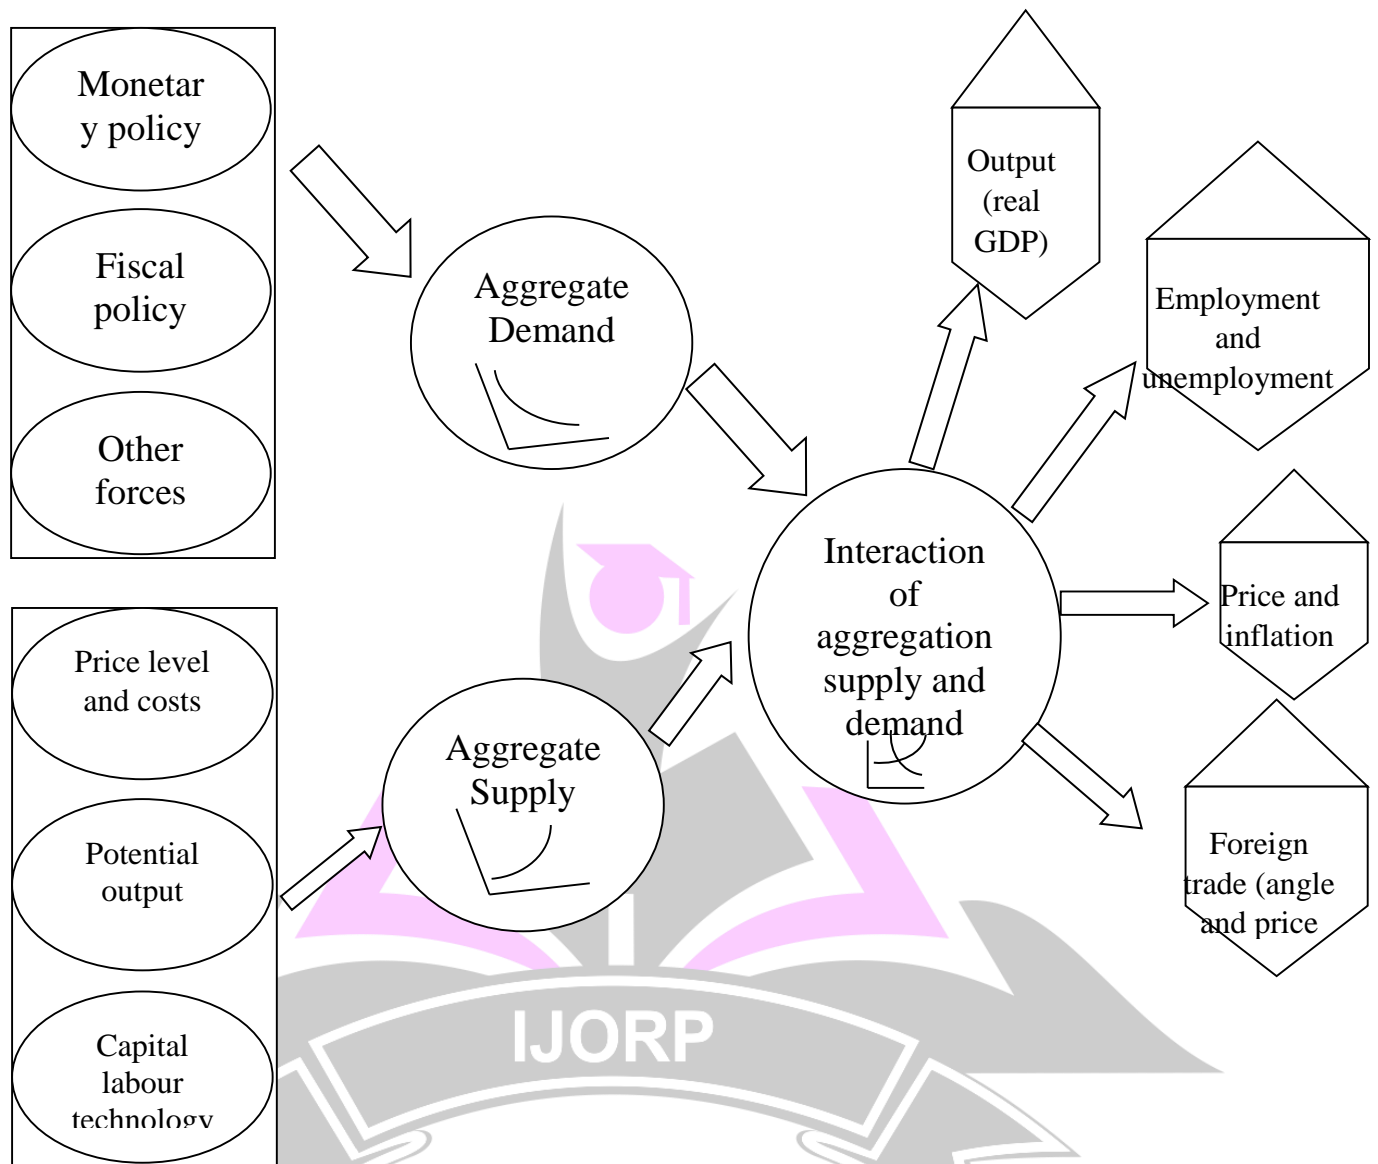 Monetar
y policy
Fiscal
policy
Other
forces
Price level
and costs
Potential
output
Capital
labour
technology
Aggregate
Demand
Aggregate
Supply
Interaction
of
aggregation
supply and
demand
Output
(real
GDP)
Employment
and
unemployment
Price and
inflation
Foreign
trade (angle
and price
IJORP